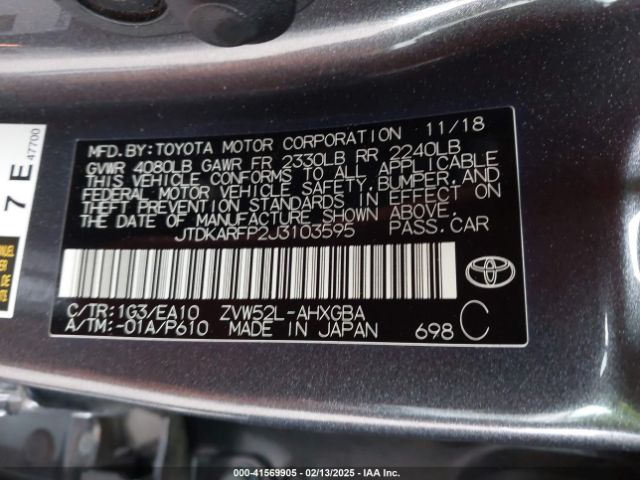 MFD.BY:TOYOTA MOTOR CORPORATION 11/18
GVWR 4080LB GAWR FR 2330LB RR 2240LB
THIS VEHICLE CONFORMS TO ALL APPLICABLE
FEDERAL MOTOR VEHICLE SAFETY,BUMPER,AND
THEFT PREVENTION STANDARDS IN EFFECT ON
THE DATE OF MANUFACTURE SHOWN ABOVE.
JTDKARFP2J3103595 PASS.CAR
C/TR:1G3/EA10 ZVW52L-AHXGBA
A/TM:-01A/P610 MADE IN JAPAN 698 C
TOYOTA
7 E
47700
ZVW52 - 41569905 - 02/13/2025 - IAA Inc.